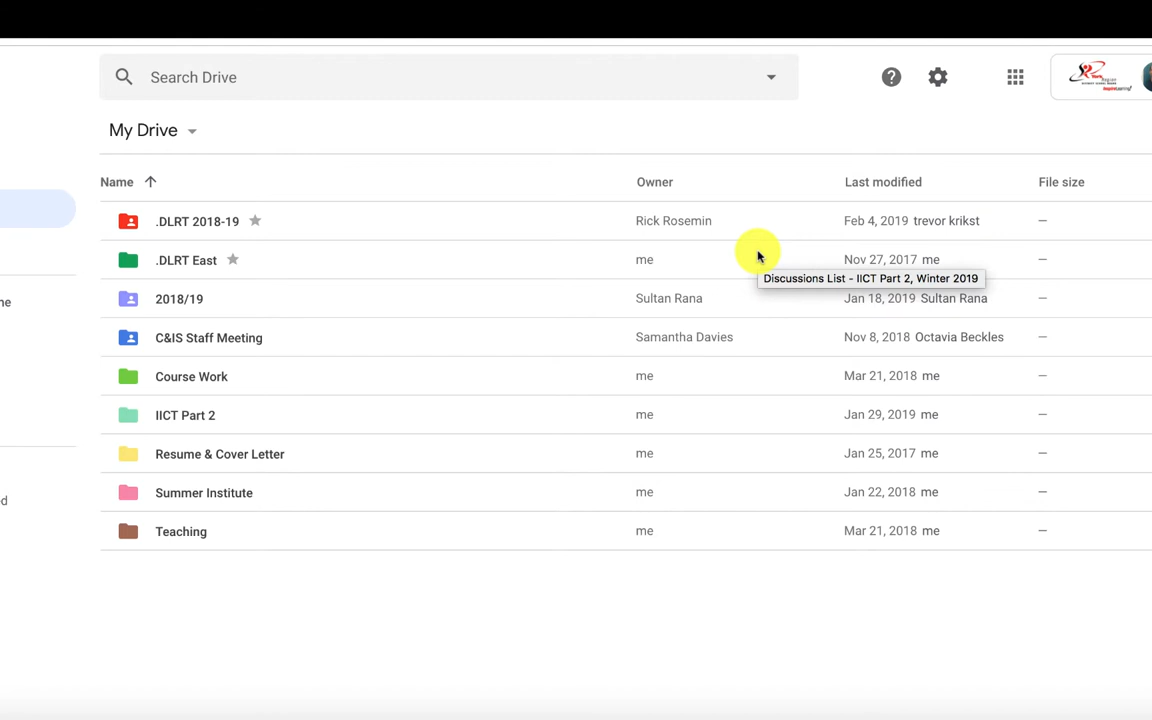 Search Drive
My Drive
Name Owner Last modified File size
.DLRT 2018-19 Rick Rosemin Feb 4, 2019 trevor krikst —
.DLRT East me Nov 27, 2017 me —
Discussions List - IICT Part 2, Winter 2019
2018/19 Sultan Rana Jan 18, 2019 Sultan Rana —
ne
C&IS Staff Meeting Samantha Davies Nov 8, 2018 Octavia Beckles —
Course Work me Mar 21, 2018 me —
IICT Part 2 me Jan 29, 2019 me —
Resume & Cover Letter me Jan 25, 2017 me —
Summer Institute me Jan 22, 2018 me —
ed
Teaching me Mar 21, 2018 me —